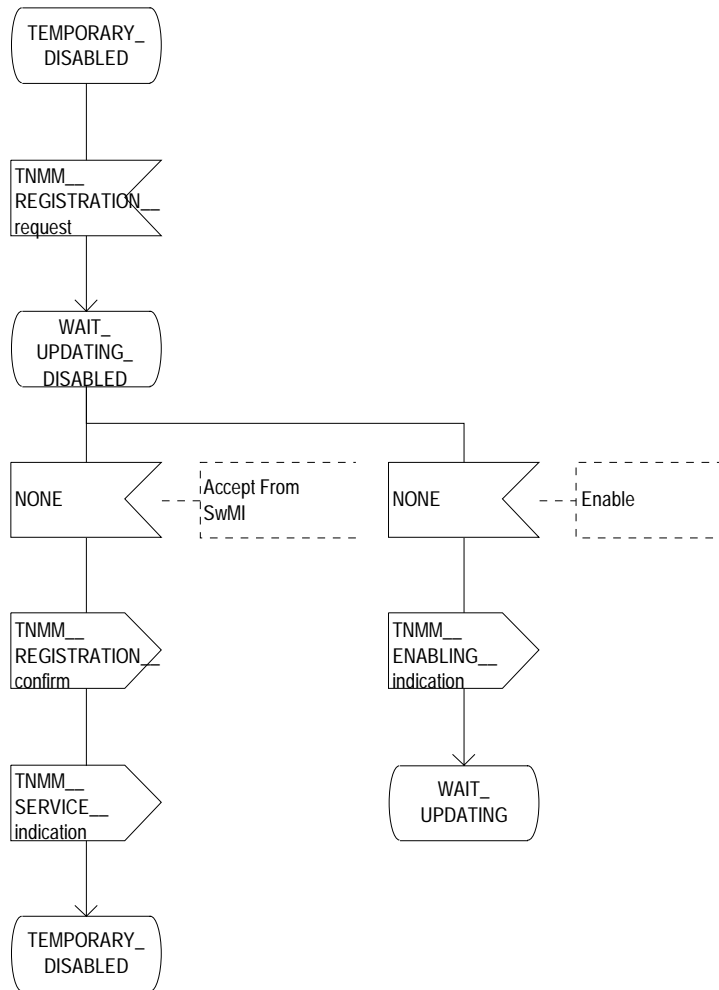 TEMPORARY_
DISABLED
TNMM__
REGISTRATION__
request
WAIT_
UPDATING_
DISABLED
NONE
Accept From
SwMI
NONE
Enable
TNMM__
REGISTRATION__
confirm
TNMM__
ENABLING__
indication
TNMM__
SERVICE__
indication
WAIT_
UPDATING
TEMPORARY_
DISABLED